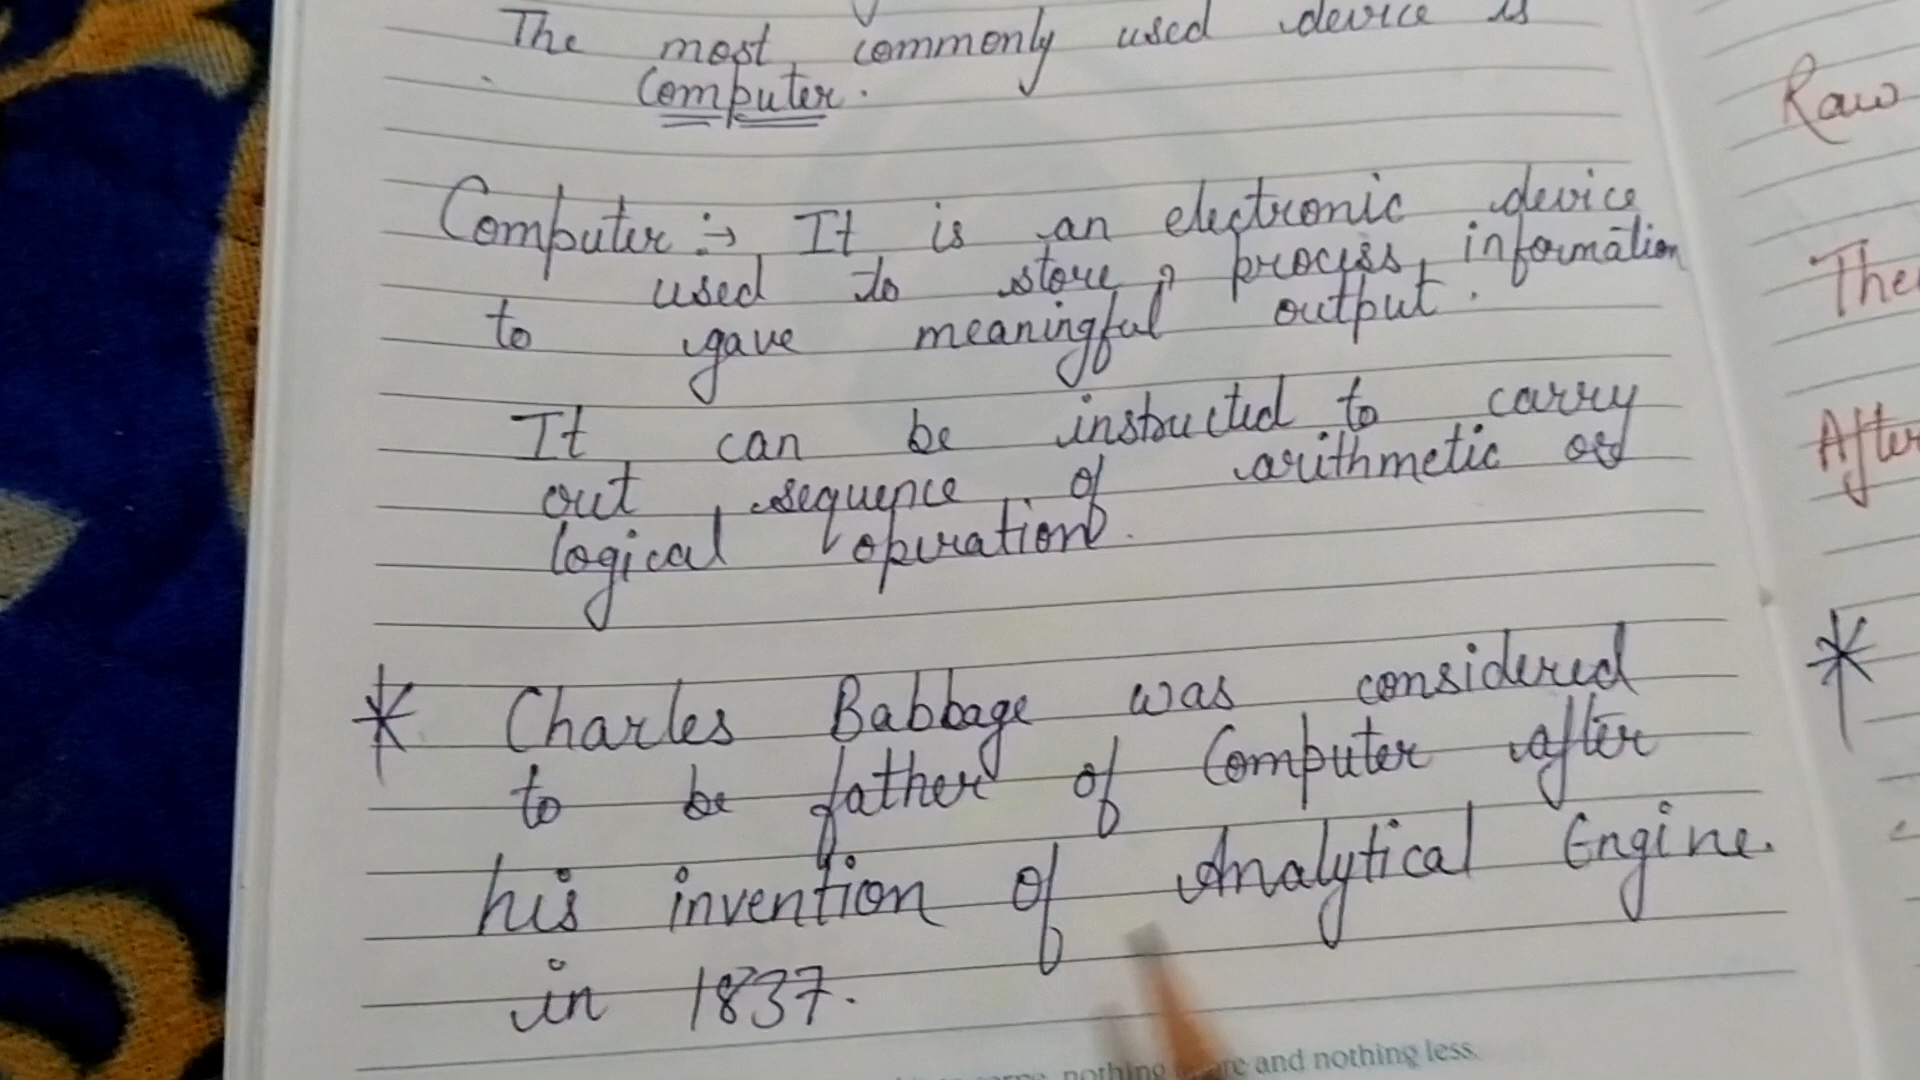 The most commonly used device is
Computer.
Computer :→ It is an electronic device
used to store, process, information
to gave meaningful output.
It can be instructed to carry
out sequence of arithmetic or
logical operation.
* Charles Babbage was considered
to be father of Computer after
his invention of Analytical Engine.
in 1837.
nothing and nothing less.
Raw
After
*